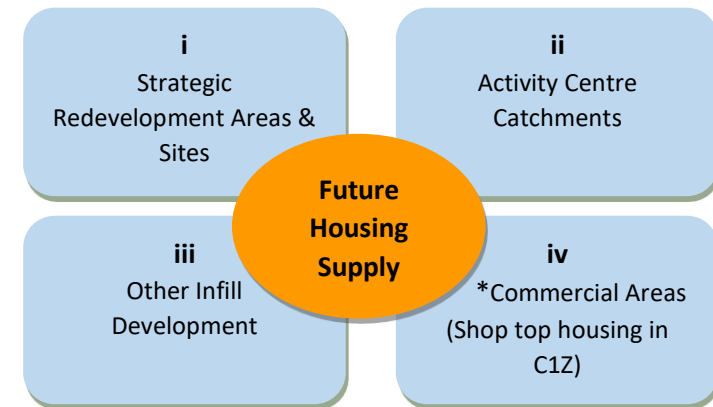 i
Strategic
Redevelopment Areas &
Sites
ii
Activity Centre
Catchments
Future
Housing
Supply
iii
Other Infill
Development
iv
*Commercial Areas
(Shop top housing in
C1Z)